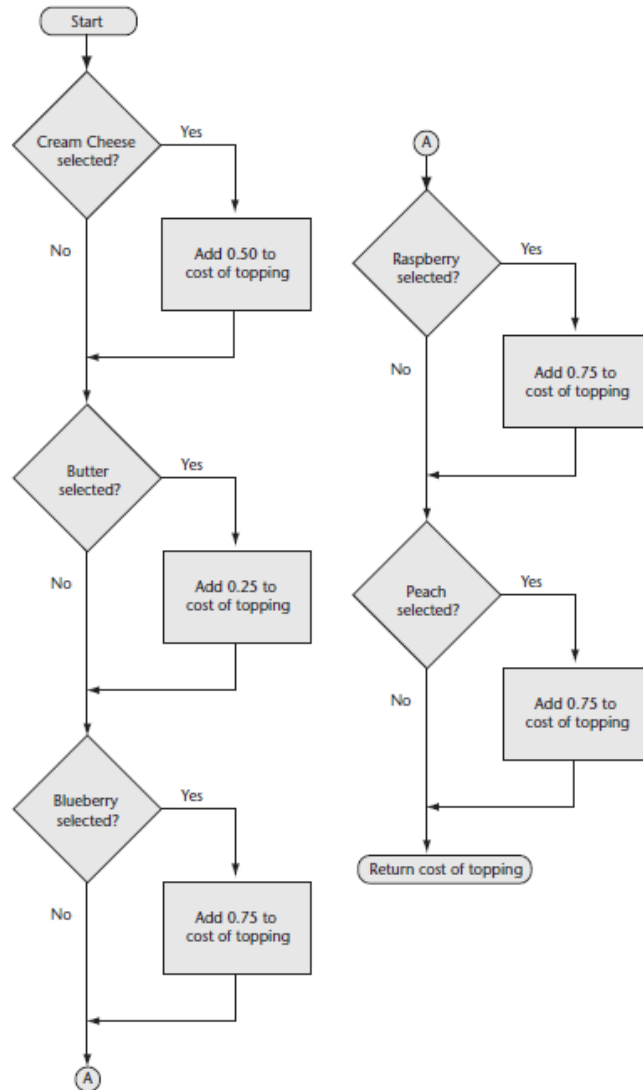 Start
Cream Cheese
selected?
Yes
No
Add 0.50 to
cost of topping
Butter
selected?
Yes
No
Add 0.25 to
cost of topping
Blueberry
selected?
Yes
No
Add 0.75 to
cost of topping
A
A
Raspberry
selected?
Yes
No
Add 0.75 to
cost of topping
Peach
selected?
Yes
No
Add 0.75 to
cost of topping
Return cost of topping